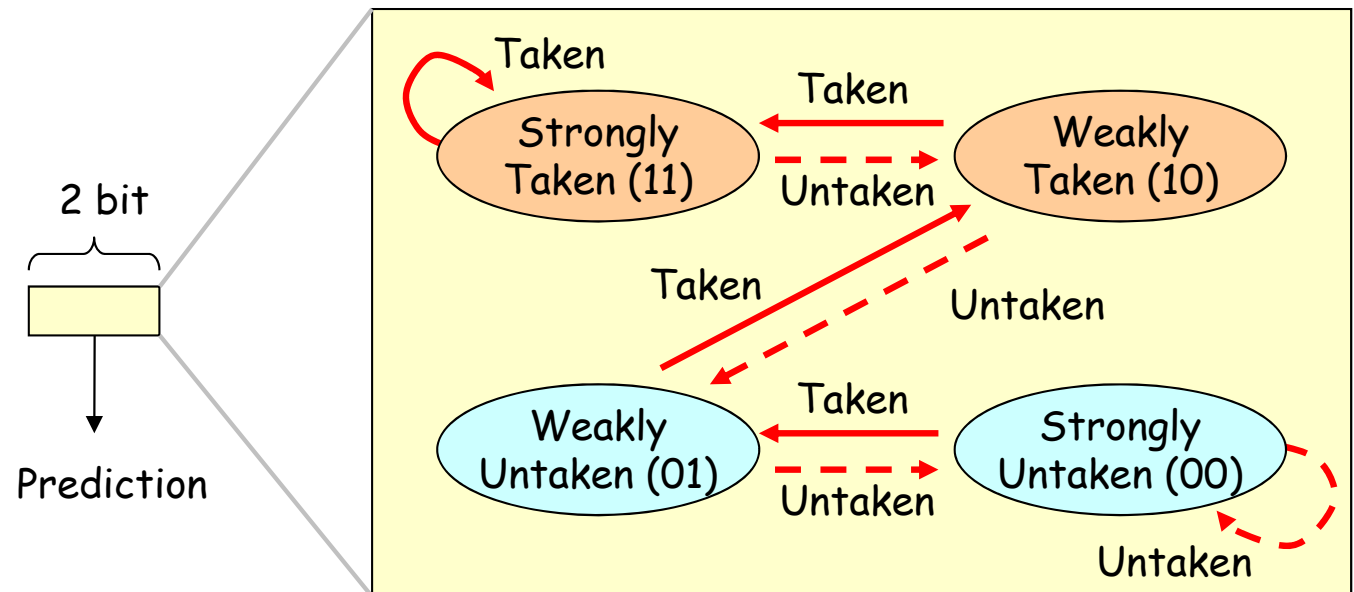 2 bit
Prediction
Taken
Taken
Strongly
Taken (11)
Weakly
Taken (10)
Untaken
Taken
Untaken
Taken
Weakly
Untaken (01)
Strongly
Untaken (00)
Untaken
Untaken